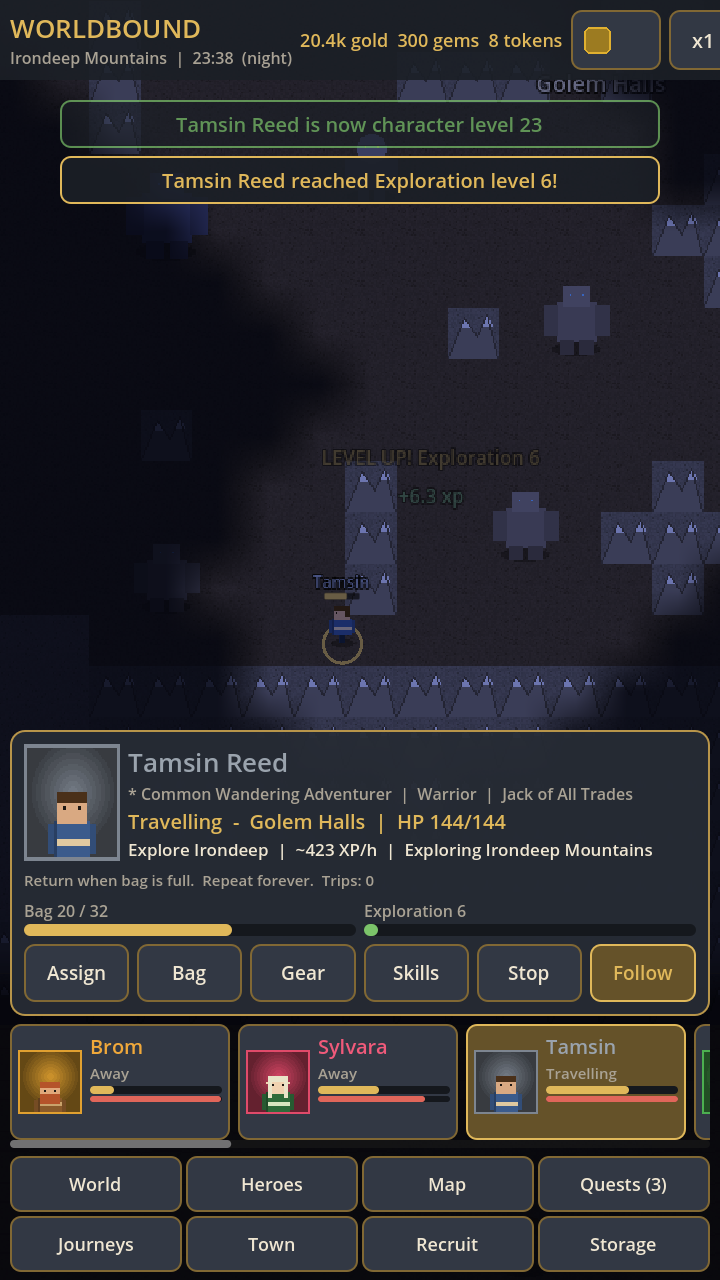 WORLDBOUND
Irondeep Mountains | 23:38 (night)
20.4k gold 300 gems 8 tokens
x1
Golem Halls
Tamsin Reed is now character level 23
Tamsin Reed reached Exploration level 6!
LEVEL UP! Exploration 6
+6.3 xp
Tamsin
Tamsin Reed
* Common Wandering Adventurer | Warrior | Jack of All Trades
Travelling - Golem Halls | HP 144/144
Explore Irondeep | ~423 XP/h | Exploring Irondeep Mountains
Return when bag is full. Repeat forever. Trips: 0
Bag 20 / 32
Exploration 6
Assign
Bag
Gear
Skills
Stop
Follow
Brom
Away
Sylvara
Away
Tamsin
Travelling
World
Heroes
Map
Quests (3)
Journeys
Town
Recruit
Storage